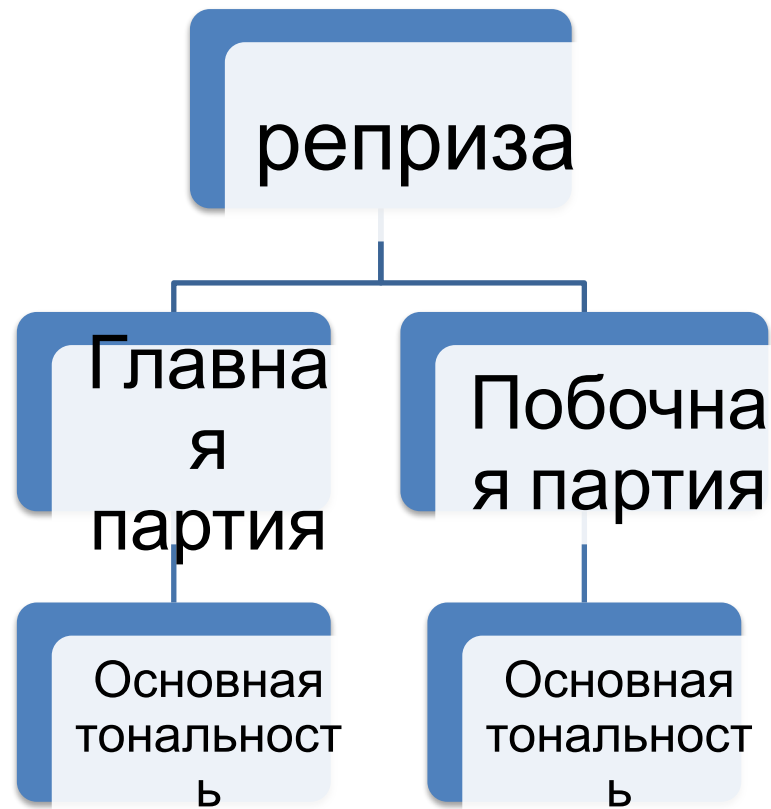 реприза
Главна
я
партия
Побочна
я партия
Основная
тональност
ь
Основная
тональност
ь